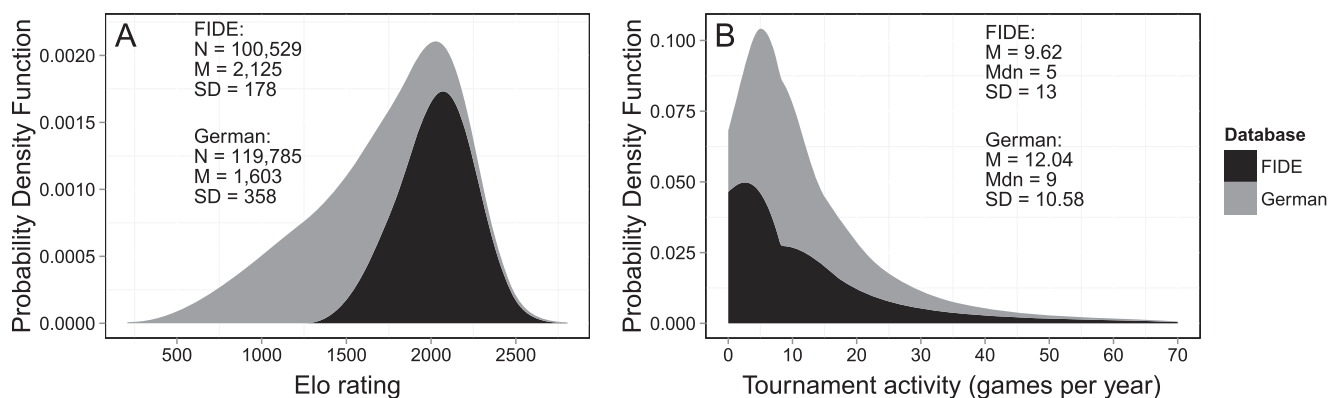 A
FIDE:
N = 100,529
M = 2,125
SD = 178
German:
N = 119,785
M = 1,603
SD = 358
Probability Density Function
0.0020
0.0015
0.0010
0.0005
0.0000
500 1000 1500 2000 2500
Elo rating
B
FIDE:
M = 9.62
Mdn = 5
SD = 13
German:
M = 12.04
Mdn = 9
SD = 10.58
Probability Density Function
0.100
0.075
0.050
0.025
0.000
0 10 20 30 40 50 60 70
Tournament activity (games per year)
Database
FIDE
German